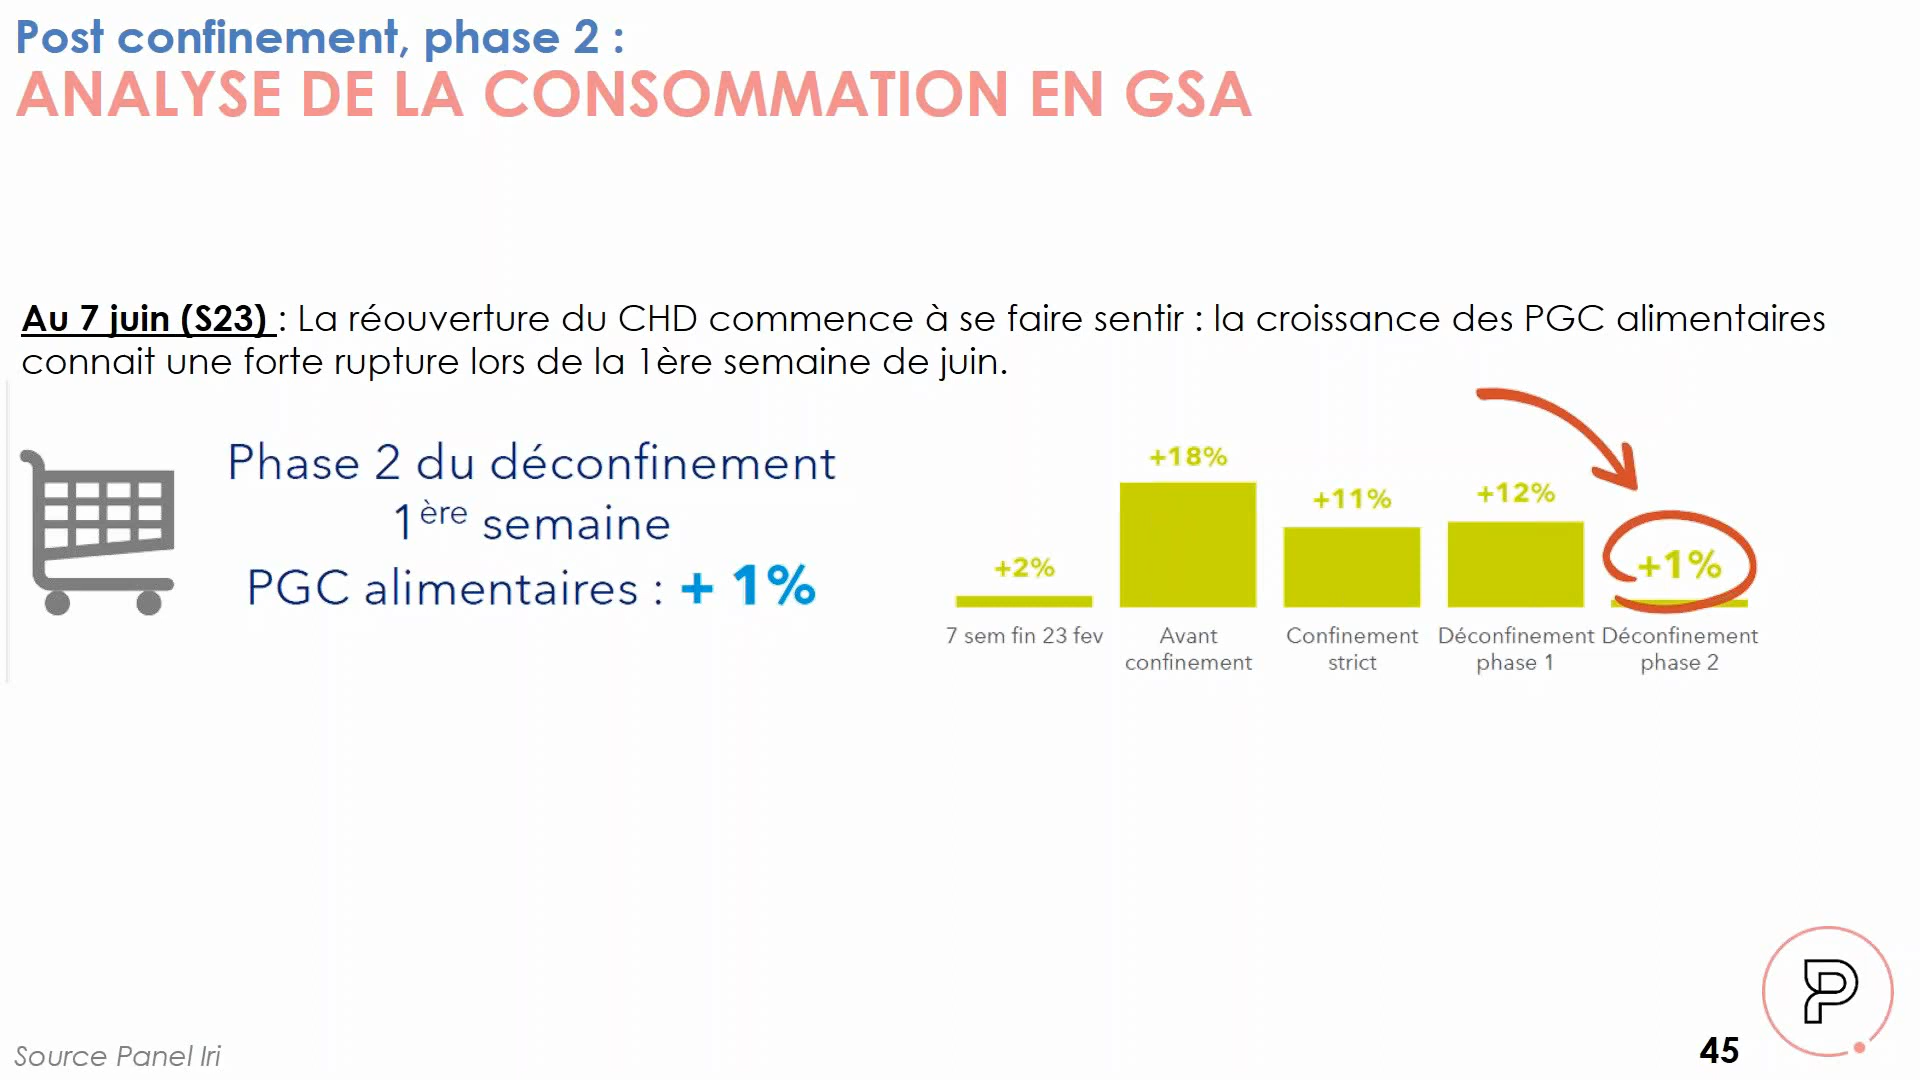 Post confinement, phase 2 :
ANALYSE DE LA CONSOMMATION EN GSA
Au 7 juin (S23) : La réouverture du CHD commence à se faire sentir : la croissance des PGC alimentaires
connait une forte rupture lors de la 1ère semaine de juin.
Phase 2 du déconfinement
1ère semaine
PGC alimentaires : + 1%
+2%
+18%
+11%
+12%
+1%
7 sem fin 23 fev
Avant
confinement
Confinement
strict
Déconfinement
phase 1
Déconfinement
phase 2
Source Panel Iri
45
P